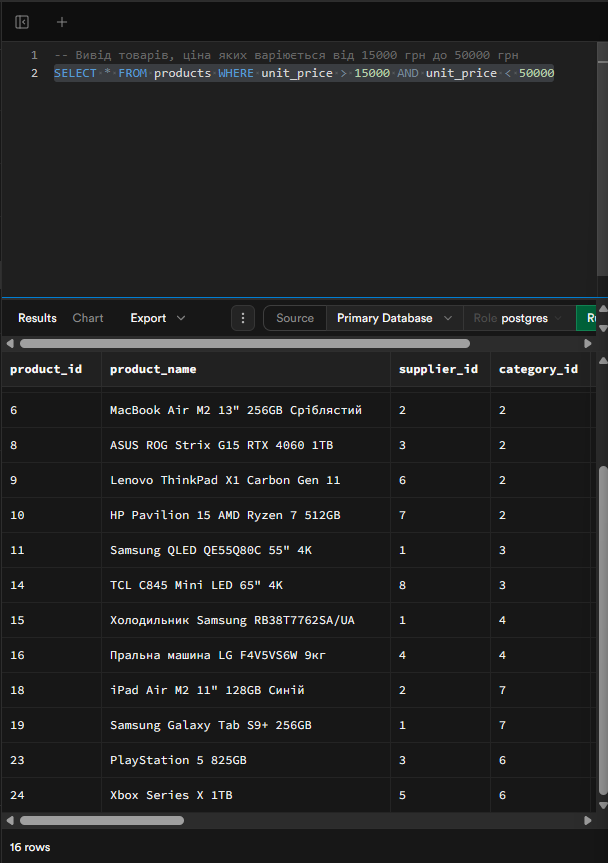 1 -- Вивід товарів, ціна яких варіюється від 15000 грн до 50000 грн
2 SELECT * FROM products WHERE unit_price > 15000 AND unit_price < 50000
Results Chart Export Source Primary Database Role postgres
product_id product_name supplier_id category_id
6 MacBook Air M2 13" 256GB Сріблястий 2 2
8 ASUS ROG Strix G15 RTX 4060 1TB 3 2
9 Lenovo ThinkPad X1 Carbon Gen 11 6 2
10 HP Pavilion 15 AMD Ryzen 7 512GB 7 2
11 Samsung QLED QE55Q80C 55" 4K 1 3
14 TCL C845 Mini LED 65" 4K 8 3
15 Холодильник Samsung RB38T7762SA/UA 1 4
16 Пральна машина LG F4V5VS6W 9кг 4 4
18 iPad Air M2 11" 128GB Синій 2 7
19 Samsung Galaxy Tab S9+ 256GB 1 7
23 PlayStation 5 825GB 3 6
24 Xbox Series X 1TB 5 6
16 rows